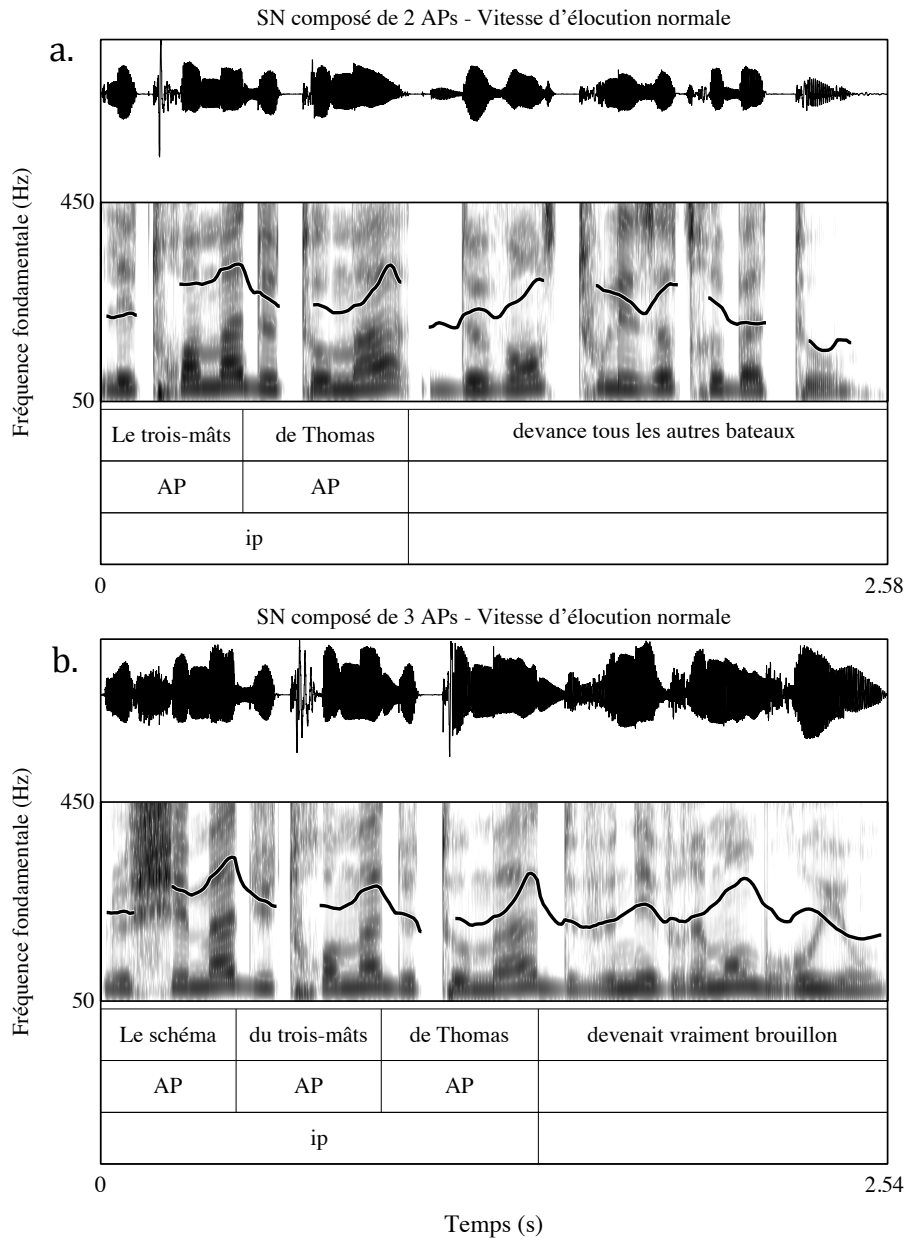 SN composé de 2 APs - Vitesse d'élocution normale
a.
450
Fréquence fondamentale (Hz)
50
Le trois-mâts de Thomas devance tous les autres bateaux
AP AP
ip
0 2.58
SN composé de 3 APs - Vitesse d'élocution normale
b.
450
Fréquence fondamentale (Hz)
50
Le schéma du trois-mâts de Thomas devenait vraiment brouillon
AP AP AP
ip
0 2.54
Temps (s)